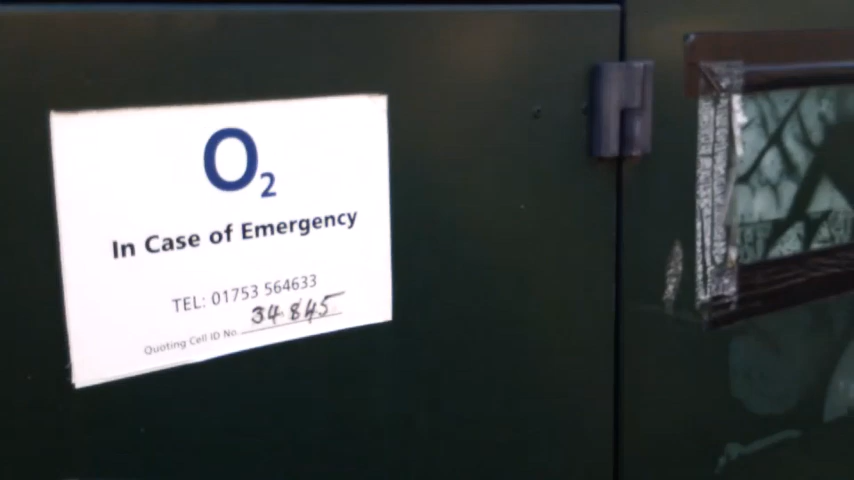 O2
In Case of Emergency
TEL: 01753 564633
Quoting Cell ID No. 34845